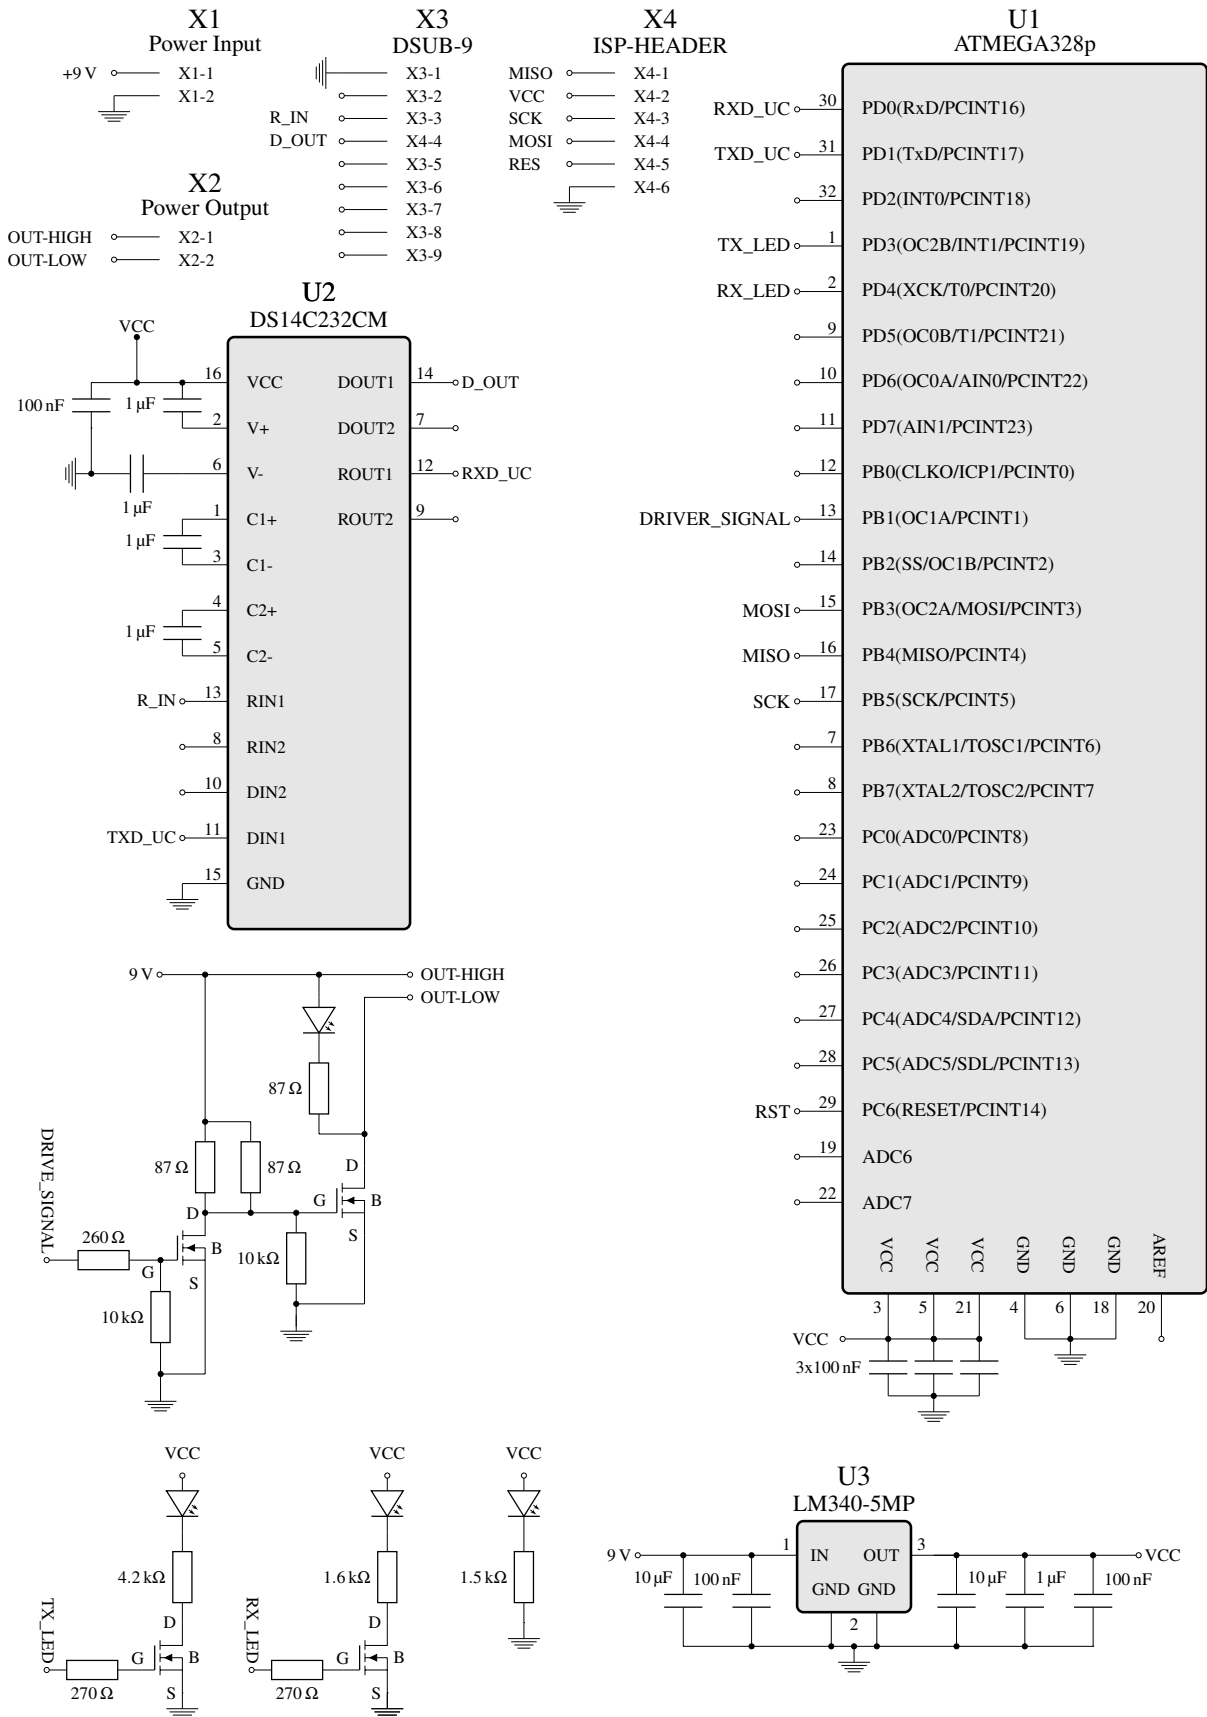 X1
Power Input
+9 V X1-1
X1-2
X2
Power Output
OUT-HIGH X2-1
OUT-LOW X2-2
X3
DSUB-9
X3-1
X3-2
R_IN X3-3
D_OUT X4-4
X3-5
X3-6
X3-7
X3-8
X3-9
X4
ISP-HEADER
MISO X4-1
VCC X4-2
SCK X4-3
MOSI X4-4
RES X4-5
X4-6
U1
ATMEGA328p
RXD_UC 30 PD0(RxD/PCINT16)
TXD_UC 31 PD1(TxD/PCINT17)
32 PD2(INT0/PCINT18)
TX_LED 1 PD3(OC2B/INT1/PCINT19)
RX_LED 2 PD4(XCK/T0/PCINT20)
9 PD5(OC0B/T1/PCINT21)
10 PD6(OC0A/AIN0/PCINT22)
11 PD7(AIN1/PCINT23)
12 PB0(CLKO/ICP1/PCINT0)
DRIVER_SIGNAL 13 PB1(OC1A/PCINT1)
14 PB2(SS/OC1B/PCINT2)
MOSI 15 PB3(OC2A/MOSI/PCINT3)
MISO 16 PB4(MISO/PCINT4)
SCK 17 PB5(SCK/PCINT5)
7 PB6(XTAL1/TOSC1/PCINT6)
8 PB7(XTAL2/TOSC2/PCINT7
23 PC0(ADC0/PCINT8)
24 PC1(ADC1/PCINT9)
25 PC2(ADC2/PCINT10)
26 PC3(ADC3/PCINT11)
27 PC4(ADC4/SDA/PCINT12)
28 PC5(ADC5/SDL/PCINT13)
RST 29 PC6(RESET/PCINT14)
19 ADC6
22 ADC7
VCC VCC VCC GND GND GND AREF
3 5 21 4 6 18 20
VCC
3x100 nF
U2
DS14C232CM
VCC
16 VCC DOUT1 14 D_OUT
100 nF 1 µF
2 V+ DOUT2 7
6 V- ROUT1 12 RXD_UC
1 µF
1 C1+ ROUT2 9
1 µF
3 C1-
4 C2+
1 µF
5 C2-
R_IN 13 RIN1
8 RIN2
10 DIN2
TXD_UC 11 DIN1
15 GND
9 V OUT-HIGH
OUT-LOW
87 Ω
DRIVE_SIGNAL
87 Ω 87 Ω
D
G B
S
D
260 Ω
G B
S
10 kΩ
10 kΩ
VCC
4.2 kΩ
TX_LED
D
G B
S
270 Ω
VCC
1.6 kΩ
RX_LED
D
G B
S
270 Ω
VCC
1.5 kΩ
U3
LM340-5MP
9 V 1 IN OUT 3 VCC
10 µF 100 nF GND GND 10 µF 1 µF 100 nF
2